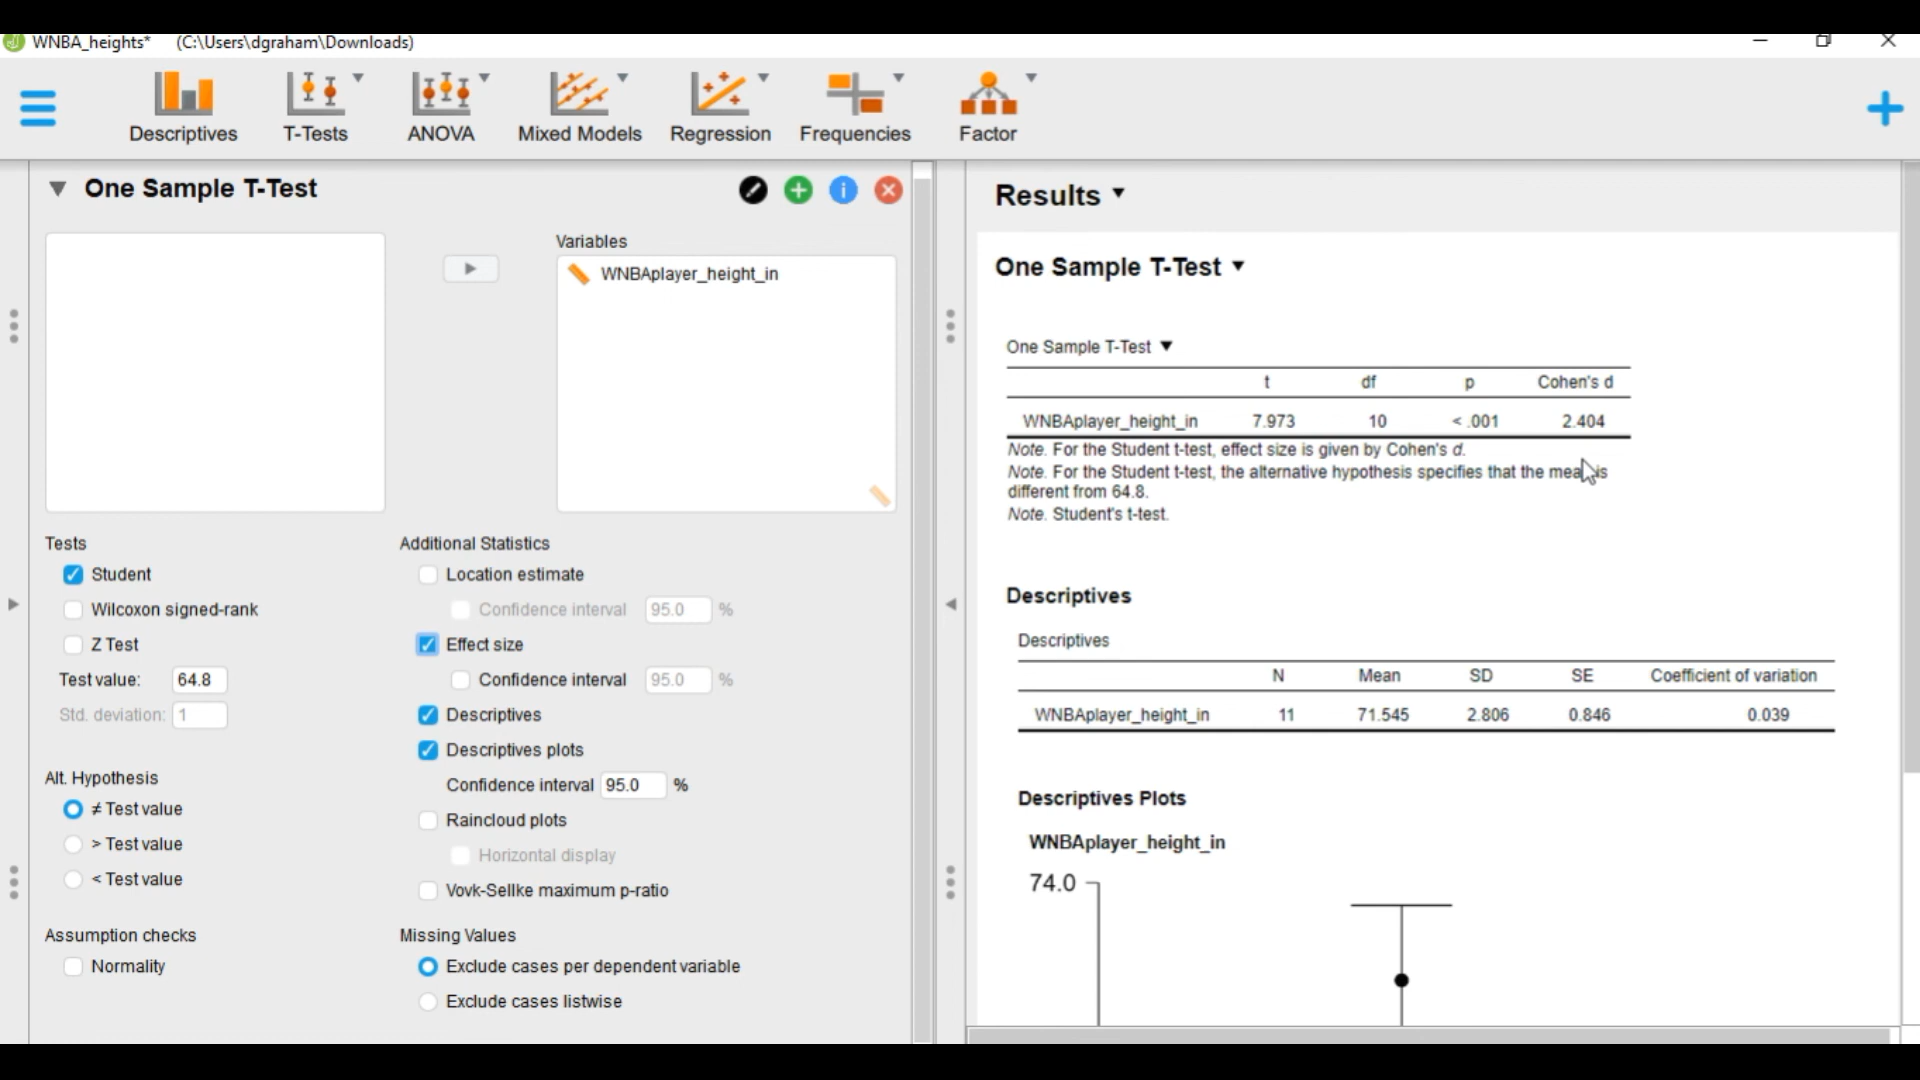 WNBA_heights* (C:\Users\dgraham\Downloads)
Descriptives T-Tests ANOVA Mixed Models Regression Frequencies Factor
One Sample T-Test
Variables
WNBAplayer_height_in
Tests
Student
Wilcoxon signed-rank
Z Test
Test value: 64.8
Std. deviation: 1
Alt. Hypothesis
≠ Test value
> Test value
< Test value
Assumption checks
Normality
Additional Statistics
Location estimate
Confidence interval 95.0 %
Effect size
Confidence interval 95.0 %
Descriptives
Descriptives plots
Confidence interval 95.0 %
Raincloud plots
Horizontal display
Vovk-Sellke maximum p-ratio
Missing Values
Exclude cases per dependent variable
Exclude cases listwise
Results
One Sample T-Test
One Sample T-Test
t df p Cohen's d
WNBAplayer_height_in 7.973 10 < .001 2.404
Note. For the Student t-test, effect size is given by Cohen's d.
Note. For the Student t-test, the alternative hypothesis specifies that the mean is
different from 64.8.
Note. Student's t-test.
Descriptives
Descriptives
N Mean SD SE Coefficient of variation
WNBAplayer_height_in 11 71.545 2.806 0.846 0.039
Descriptives Plots
WNBAplayer_height_in
74.0